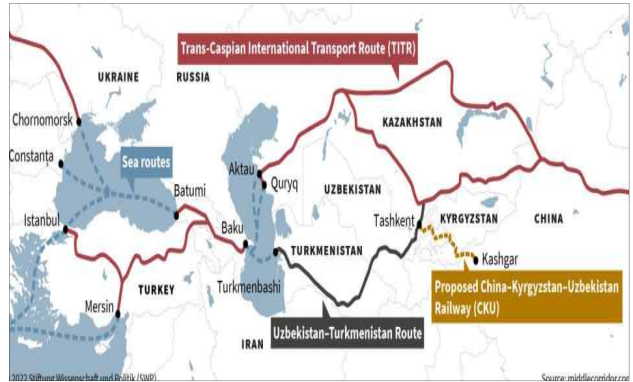 Trans-Caspian International Transport Route (TITR)
UKRAINE
RUSSIA
Chornomorsk
KAZAKHSTAN
Constanţa
Sea routes
Aktau
Quryq
UZBEKISTAN
Batumi
Istanbul
Tashkent
KYRGYZSTAN
CHINA
Baku
TURKMENISTAN
Kashgar
TURKEY
Turkmenbashi
Proposed China–Kyrgyzstan–Uzbekistan
Railway (CKU)
Mersin
Uzbekistan–Turkmenistan Route
IRAN
2022 Stiftung Wissenschaft und Politik (SWP)
Source: middlecorridor.com